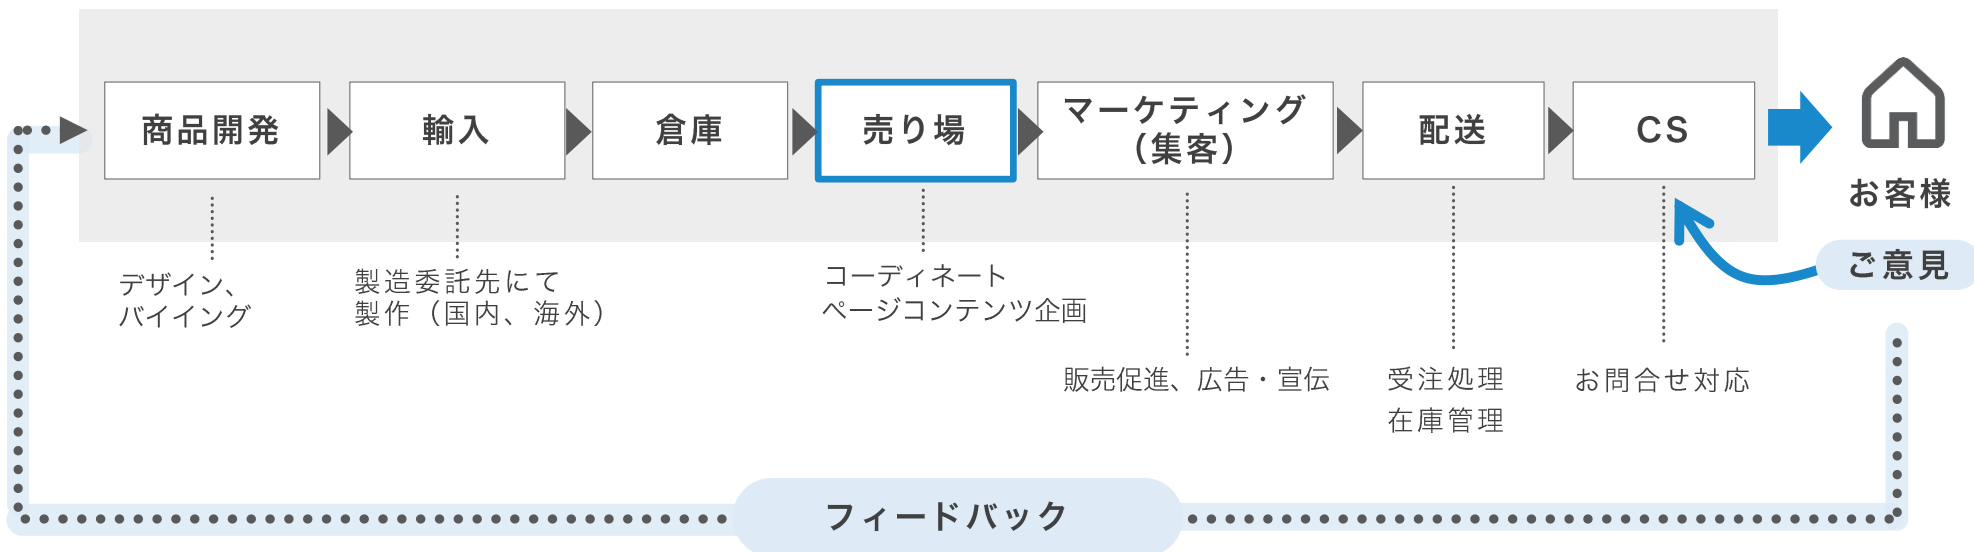 商品開発
輸入
倉庫
売り場
マーケティング
（集客）
配送
CS
お客様
ご意見
デザイン、
バイイング
製造委託先にて
製作（国内、海外）
コーディネート
ページコンテンツ企画
販売促進、広告・宣伝
受注処理
在庫管理
お問合せ対応
フィードバック